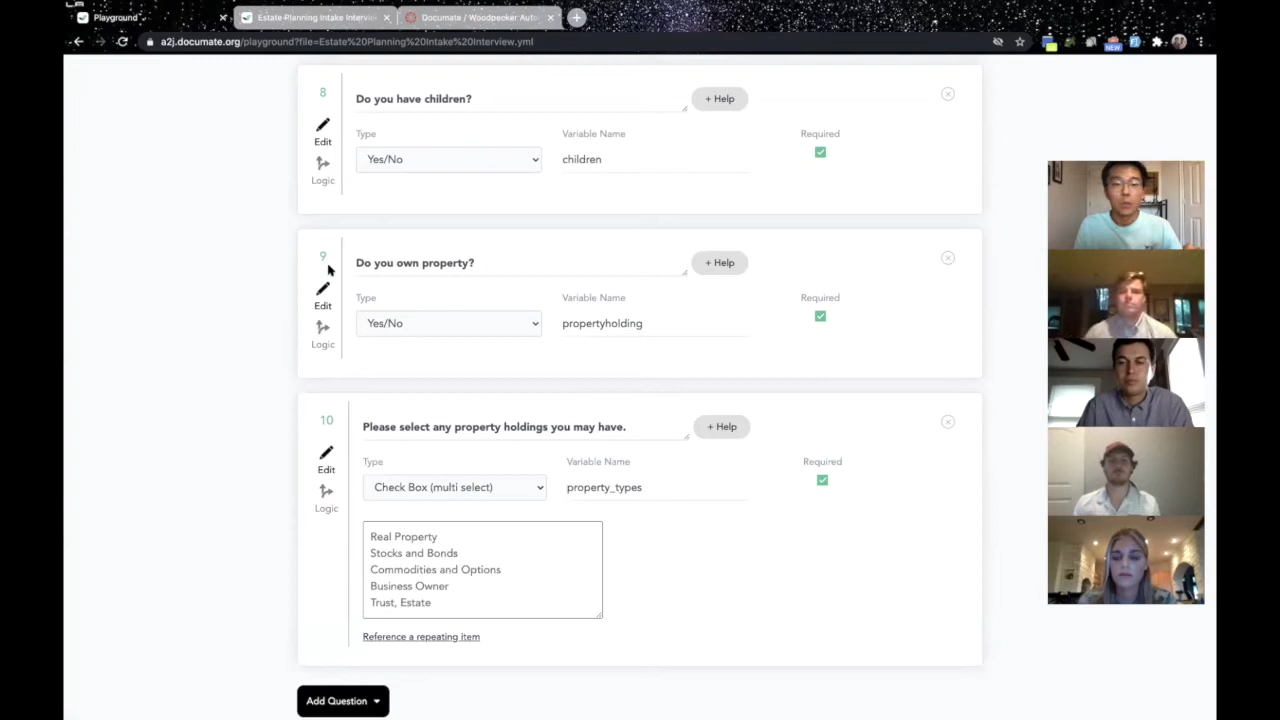 Playground
Estate Planning Intake Intervie
Documate / Woodpecker Auto
a2j.documate.org/playground?file=Estate%20Planning%20Intake%20Interview.yml
NEW
8
Do you have children?
+ Help
Edit
Type
Variable Name
Required
Yes/No
children
Logic
9
Do you own property?
+ Help
Edit
Type
Variable Name
Required
Yes/No
propertyholding
Logic
10
Please select any property holdings you may have.
+ Help
Edit
Type
Variable Name
Required
Check Box (multi select)
property_types
Logic
Real Property
Stocks and Bonds
Commodities and Options
Business Owner
Trust, Estate
Reference a repeating item
Add Question